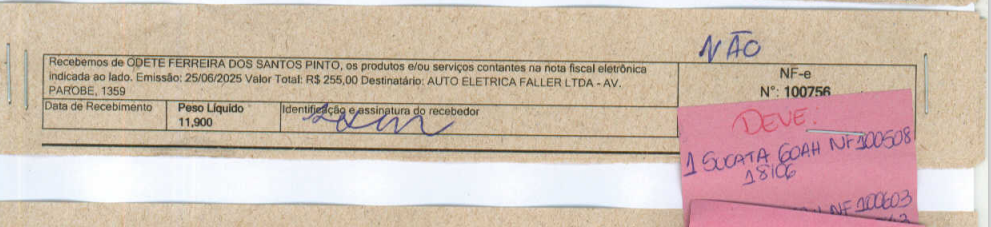 NÃO
Recebemos de ODETE FERREIRA DOS SANTOS PINTO, os produtos e/ou serviços contantes na nota fiscal eletrônica
indicada ao lado. Emissão: 25/06/2025 Valor Total: R$ 255,00 Destinatário: AUTO ELETRICA FALLER LTDA - AV.
PAROBE, 1359
NF-e
N°: 100756
Data de Recebimento
Peso Líquido
11,900
Identificação e assinatura do recebedor
DEVE:
1 SUCATA 60AH NF 100508
18/06
NF 100603